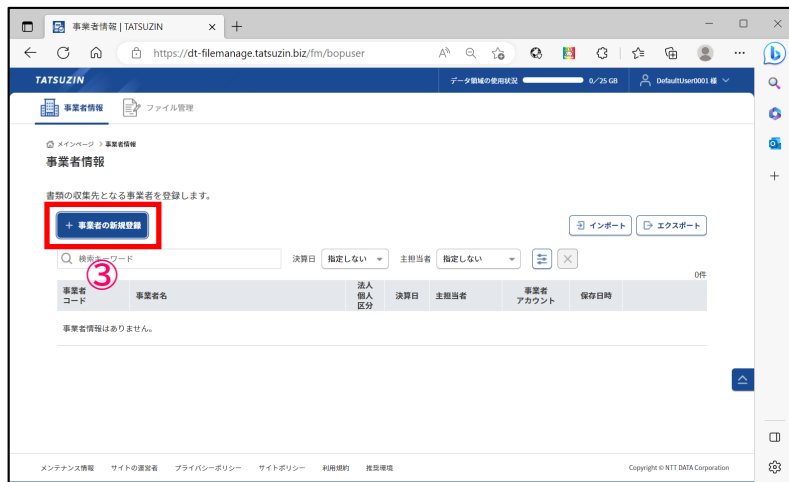 事業者情報 | TATSUZIN
https://dt-filemanage.tatsuzin.biz/fm/bopuser
TATSUZIN
データ領域の使用状況 0/25 GB
DefaultUser0001 様
事業者情報
ファイル管理
メインページ > 事業者情報
事業者情報
書類の収集先となる事業者を登録します。
+ 事業者の新規登録
インポート
エクスポート
検索キーワード
決算日 指定しない
主担当者 指定しない
③
0件
事業者コード 事業者名 法人個人区分 決算日 主担当者 事業者アカウント 保存日時
事業者情報はありません。
メンテナンス情報 サイトの運営者 プライバシーポリシー サイトポリシー 利用規約 推奨環境
Copyright © NTT DATA Corporation